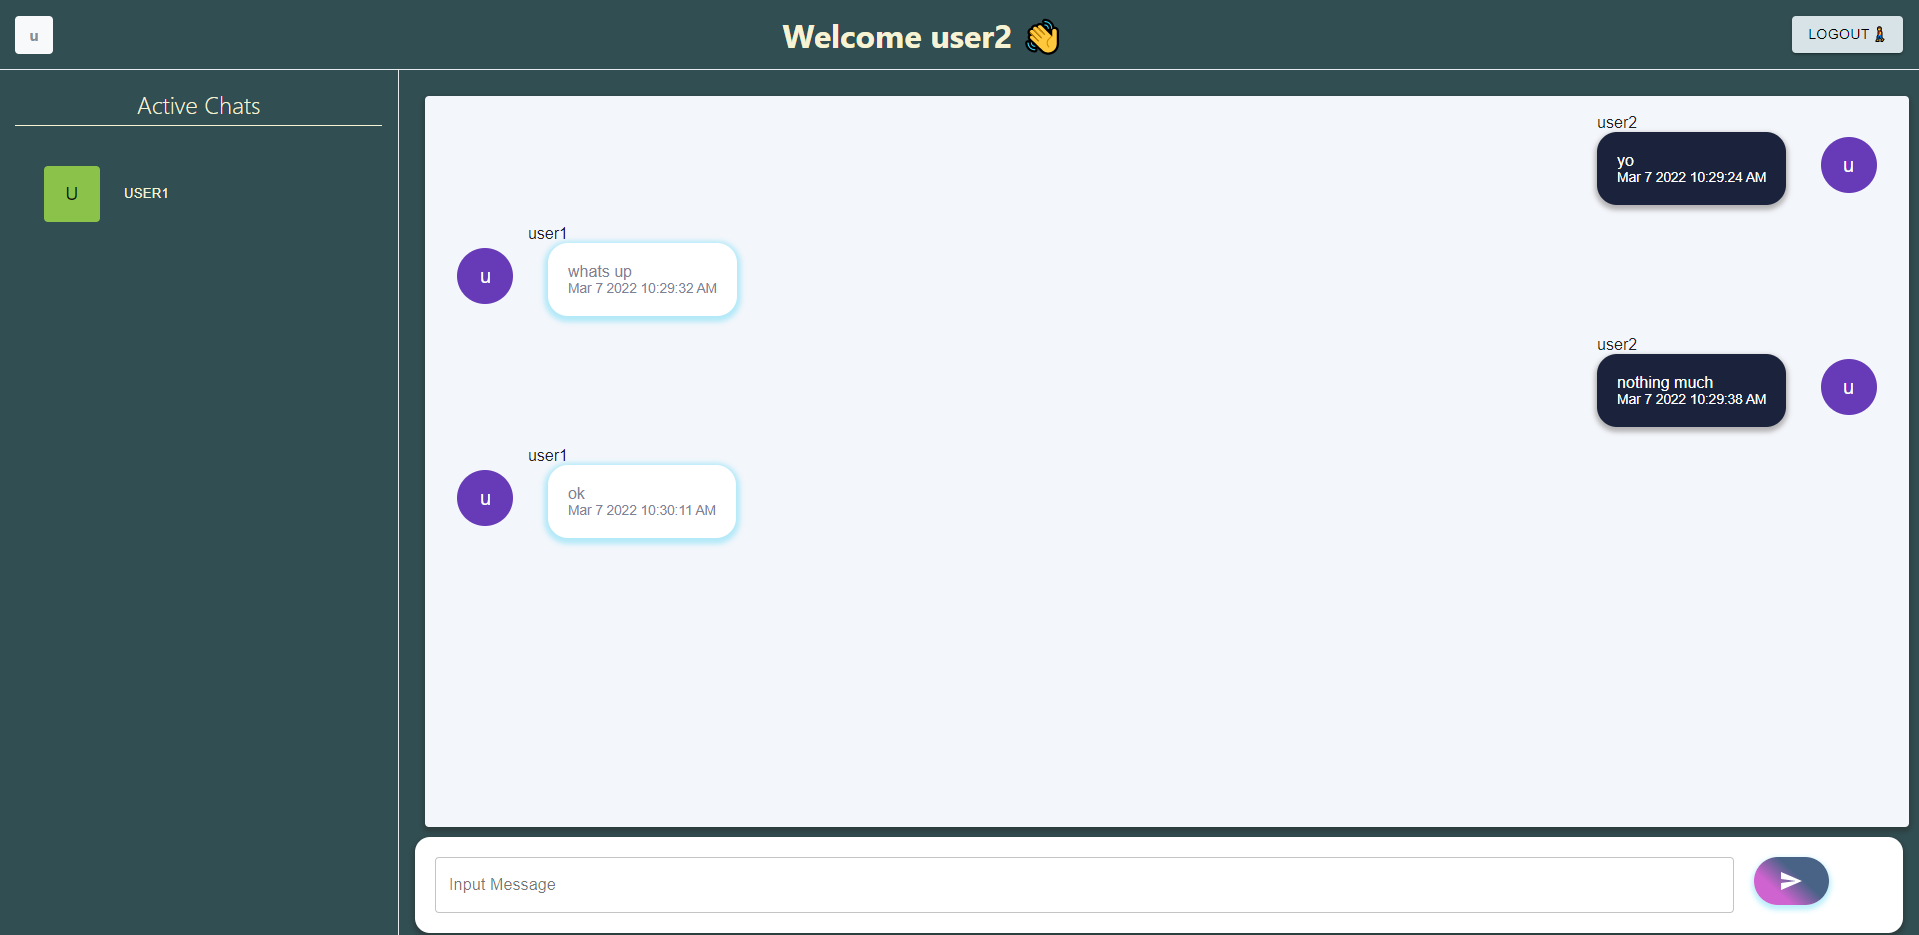 u
Welcome user2 👋
LOGOUT
Active Chats
U
USER1
user2
yo
Mar 7 2022 10:29:24 AM
u
user1
u
whats up
Mar 7 2022 10:29:32 AM
user2
nothing much
Mar 7 2022 10:29:38 AM
u
user1
u
ok
Mar 7 2022 10:30:11 AM
Input Message